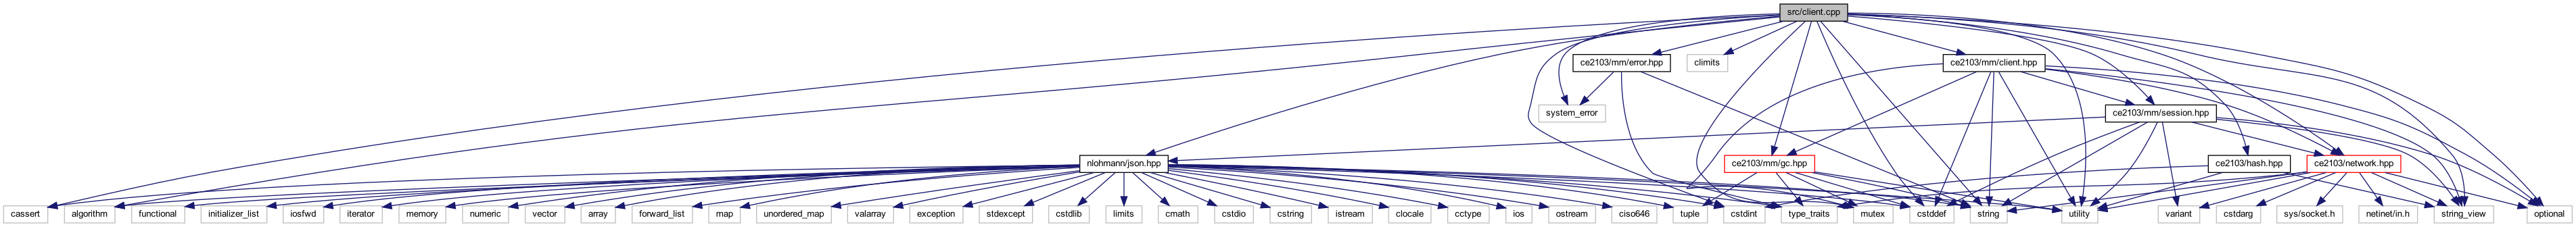 src/client.cpp
ce2103/mm/error.hpp
climits
ce2103/mm/client.hpp
system_error
ce2103/mm/session.hpp
nlohmann/json.hpp
ce2103/mm/gc.hpp
ce2103/hash.hpp
ce2103/network.hpp
cassert
algorithm
functional
initializer_list
iosfwd
iterator
memory
numeric
vector
array
forward_list
map
unordered_map
valarray
exception
stdexcept
cstdlib
limits
cmath
cstdio
cstring
istream
clocale
cctype
ios
ostream
ciso646
tuple
cstdint
type_traits
mutex
cstddef
string
utility
variant
cstdarg
sys/socket.h
netinet/in.h
string_view
optional